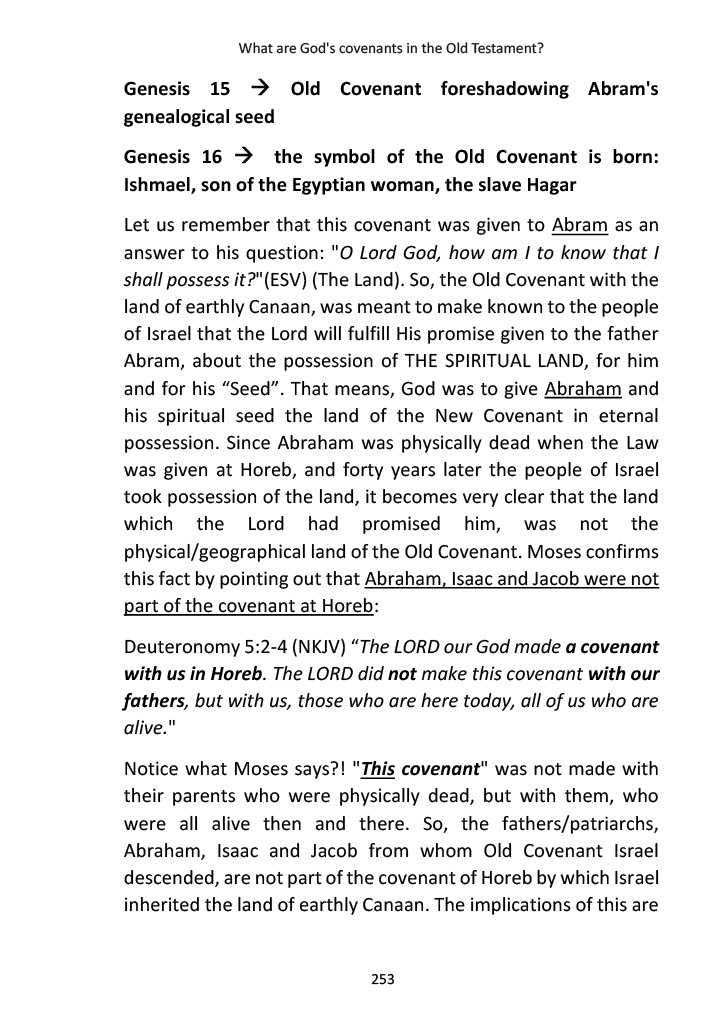 What are God's covenants in the Old Testament?
Genesis 15 → Old Covenant foreshadowing Abram's
genealogical seed
Genesis 16 → the symbol of the Old Covenant is born:
Ishmael, son of the Egyptian woman, the slave Hagar
Let us remember that this covenant was given to Abram as an
answer to his question: "O Lord God, how am I to know that I
shall possess it?"(ESV) (The Land). So, the Old Covenant with the
land of earthly Canaan, was meant to make known to the people
of Israel that the Lord will fulfill His promise given to the father
Abram, about the possession of THE SPIRITUAL LAND, for him
and for his “Seed”. That means, God was to give Abraham and
his spiritual seed the land of the New Covenant in eternal
possession. Since Abraham was physically dead when the Law
was given at Horeb, and forty years later the people of Israel
took possession of the land, it becomes very clear that the land
which the Lord had promised him, was not the
physical/geographical land of the Old Covenant. Moses confirms
this fact by pointing out that Abraham, Isaac and Jacob were not
part of the covenant at Horeb:
Deuteronomy 5:2-4 (NKJV) “The LORD our God made a covenant
with us in Horeb. The LORD did not make this covenant with our
fathers, but with us, those who are here today, all of us who are
alive."
Notice what Moses says?! "This covenant" was not made with
their parents who were physically dead, but with them, who
were all alive then and there. So, the fathers/patriarchs,
Abraham, Isaac and Jacob from whom Old Covenant Israel
descended, are not part of the covenant of Horeb by which Israel
inherited the land of earthly Canaan. The implications of this are
253